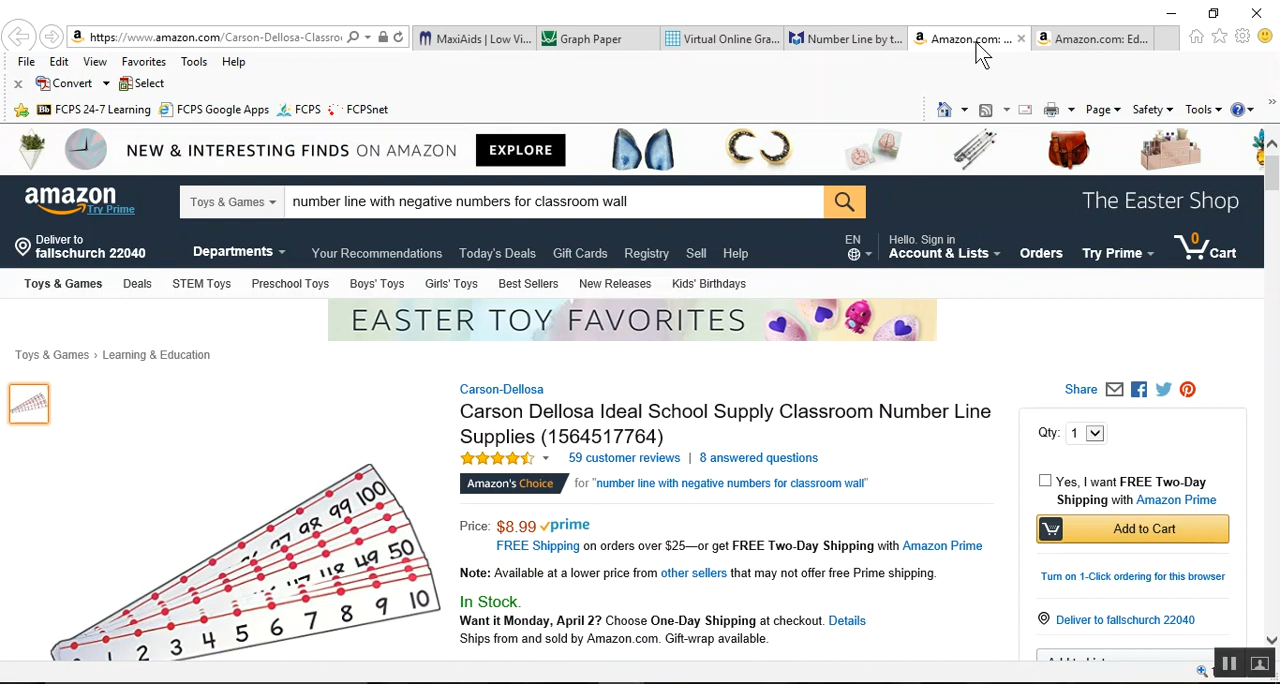 https://www.amazon.com/Carson-Dellosa-Classro
MaxiAids | Low Vi...
Graph Paper
Virtual Online Gra...
Number Line by t...
Amazon.com: ...
Amazon.com: Ed...
File Edit View Favorites Tools Help
x Convert Select
Bb FCPS 24-7 Learning FCPS Google Apps FCPS FCPSnet
Page Safety Tools
NEW & INTERESTING FINDS ON AMAZON EXPLORE
amazon
Try Prime
Toys & Games
number line with negative numbers for classroom wall
The Easter Shop
Deliver to
fallschurch 22040
Departments
Your Recommendations Today's Deals Gift Cards Registry Sell Help
EN
Hello. Sign in
Account & Lists
Orders
Try Prime
0
Cart
Toys & Games Deals STEM Toys Preschool Toys Boys' Toys Girls' Toys Best Sellers New Releases Kids' Birthdays
EASTER TOY FAVORITES
Toys & Games › Learning & Education
Carson-Dellosa
Carson Dellosa Ideal School Supply Classroom Number Line
Supplies (1564517764)
59 customer reviews | 8 answered questions
Amazon's Choice for "number line with negative numbers for classroom wall"
Price: $8.99 prime
FREE Shipping on orders over $25—or get FREE Two-Day Shipping with Amazon Prime
Note: Available at a lower price from other sellers that may not offer free Prime shipping.
In Stock.
Want it Monday, April 2? Choose One-Day Shipping at checkout. Details
Ships from and sold by Amazon.com. Gift-wrap available.
98 99 100
118 49 50
1 2 3 4 5 6 7 8 9 10
Share
Qty: 1
Yes, I want FREE Two-Day
Shipping with Amazon Prime
Add to Cart
Turn on 1-Click ordering for this browser
Deliver to fallschurch 22040